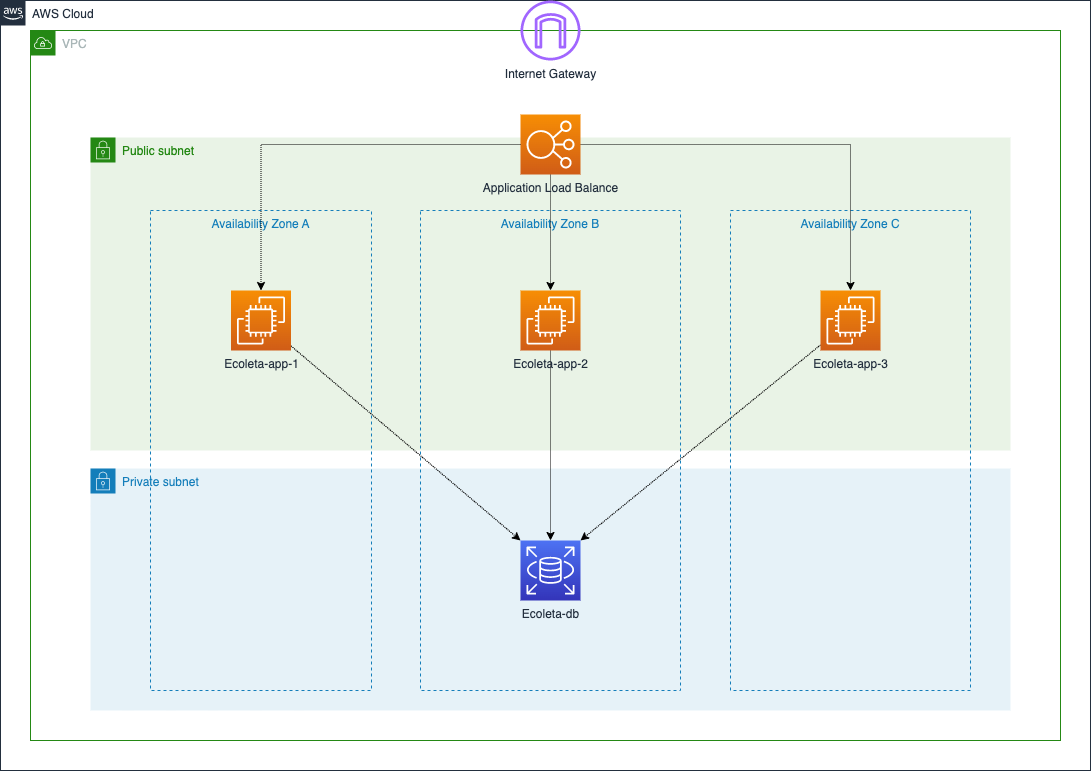 aws
AWS Cloud
VPC
Internet Gateway
Public subnet
Application Load Balance
Availability Zone A
Availability Zone B
Availability Zone C
Ecoleta-app-1
Ecoleta-app-2
Ecoleta-app-3
Private subnet
Ecoleta-db